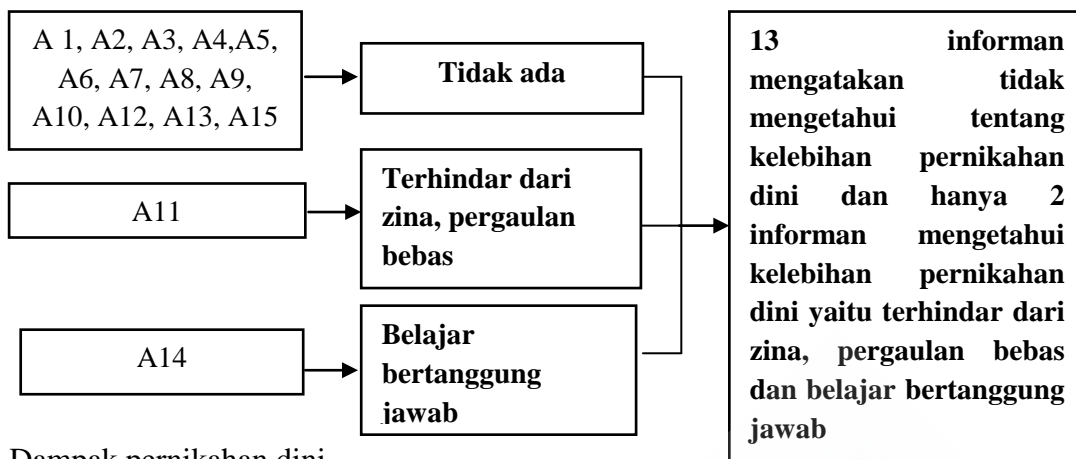 A 1, A2, A3, A4,A5,
A6, A7, A8, A9,
A10, A12, A13, A15
Tidak ada
A11
Terhindar dari
zina, pergaulan
bebas
A14
Belajar
bertanggung
jawab
13 informan
mengatakan tidak
mengetahui tentang
kelebihan pernikahan
dini dan hanya 2
informan mengetahui
kelebihan pernikahan
dini yaitu terhindar dari
zina, pergaulan bebas
dan belajar bertanggung
jawab
Dampak pernikahan dini